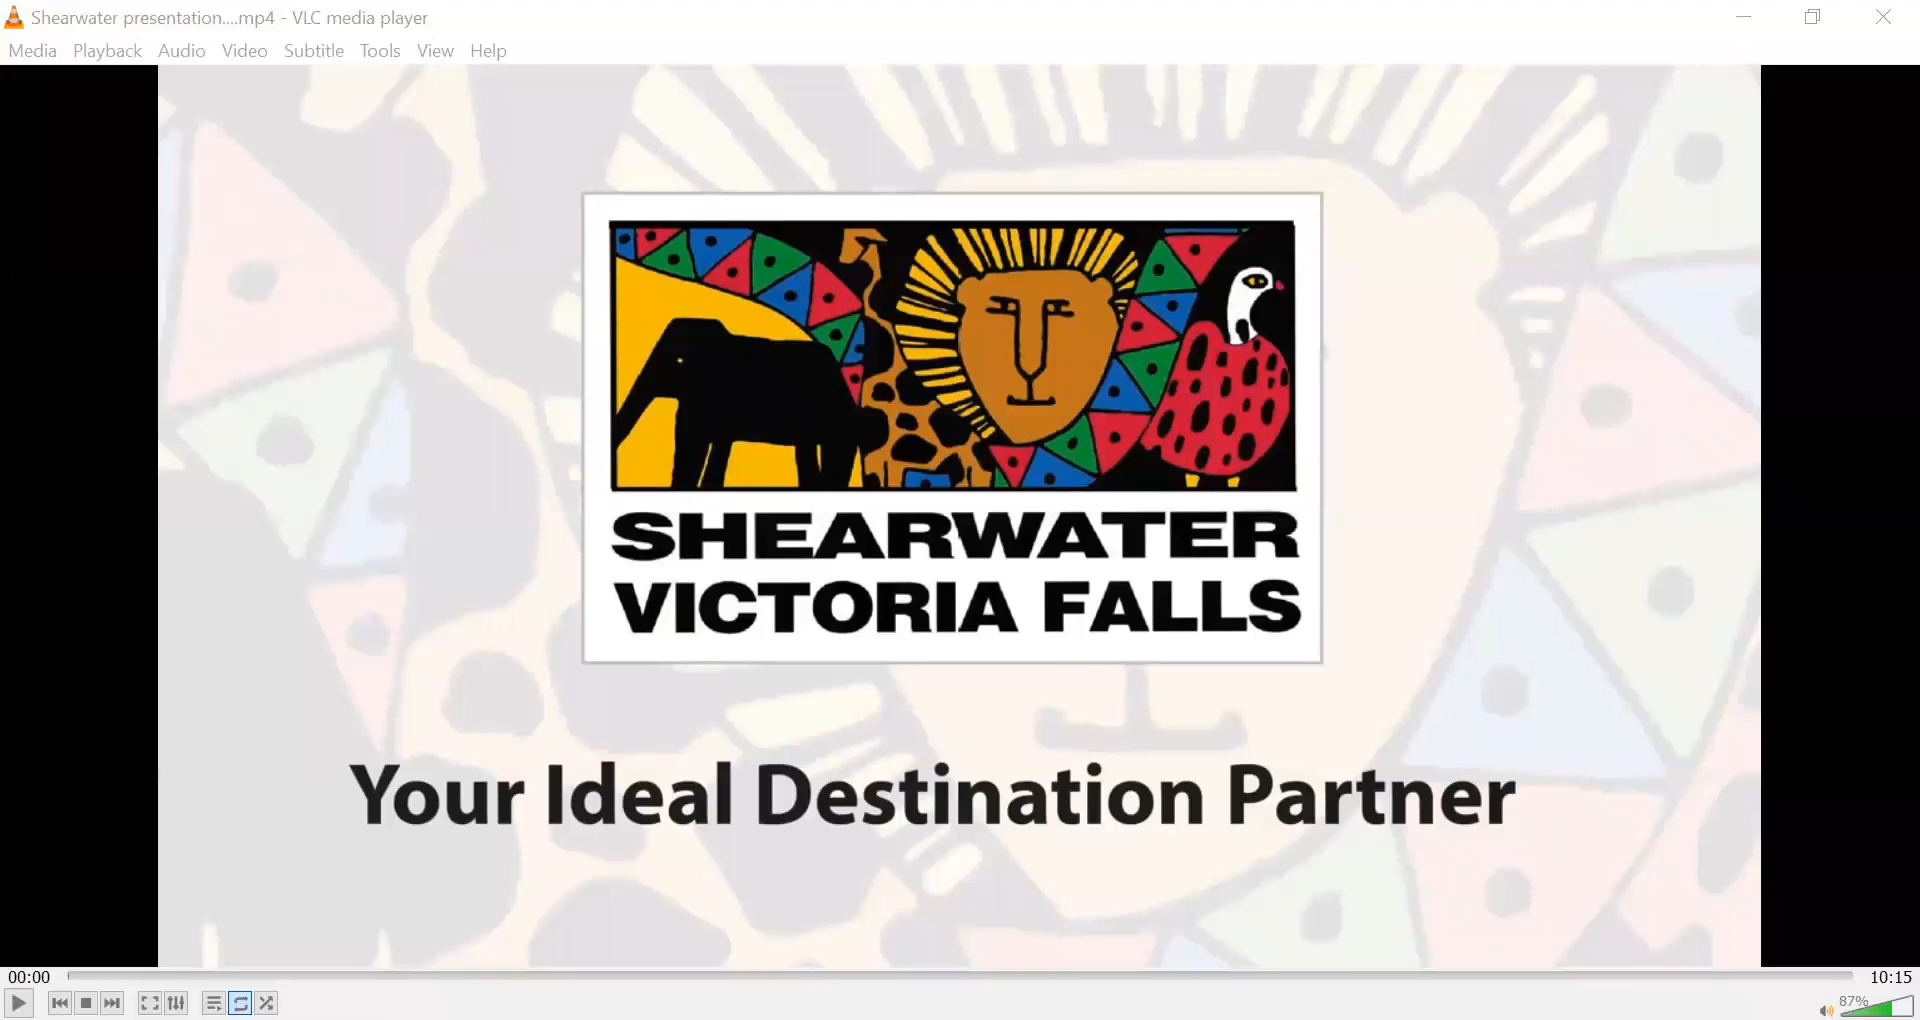 Shearwater presentation....mp4 - VLC media player
Media Playback Audio Video Subtitle Tools View Help
SHEARWATER
VICTORIA FALLS
Your Ideal Destination Partner
00:00
10:15
87%